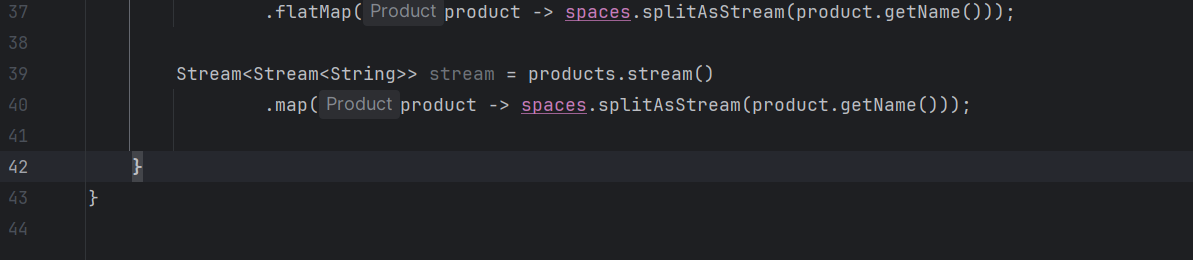 37 .flatMap( Product product -> spaces.splitAsStream(product.getName()));
38
39 Stream<Stream<String>> stream = products.stream()
40 .map( Product product -> spaces.splitAsStream(product.getName()));
41
42 }
43 }
44